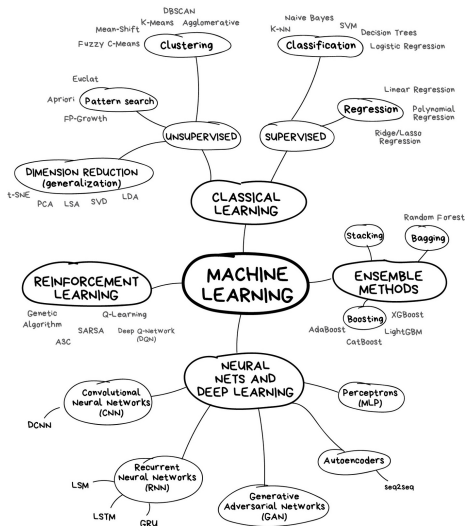 DBSCAN
K-Means Agglomerative
Mean-Shift
Fuzzy C-Means
Clustering
Naive Bayes
SVM
K-NN
Decision Trees
Classification
Logistic Regression
Euclat
Apriori
Pattern search
FP-Growth
UNSUPERVISED
SUPERVISED
Linear Regression
Regression
Polynomial
Regression
Ridge/Lasso
Regression
DIMENSION REDUCTION
(generalization)
t-SNE
PCA
LSA
SVD
LDA
CLASSICAL
LEARNING
MACHINE
LEARNING
REINFORCEMENT
LEARNING
Genetic
Algorithm
Q-Learning
SARSA
Deep Q-Network
(DQN)
A3C
Random Forest
Stacking
Bagging
ENSEMBLE
METHODS
Boosting
XGBoost
AdaBoost
LightGBM
CatBoost
NEURAL
NETS AND
DEEP LEARNING
Convolutional
Neural Networks
(CNN)
DCNN
Perceptrons
(MLP)
Recurrent
Neural Networks
(RNN)
LSM
LSTM
GRU
Autoencoders
seq2seq
Generative
Adversarial Networks
(GAN)